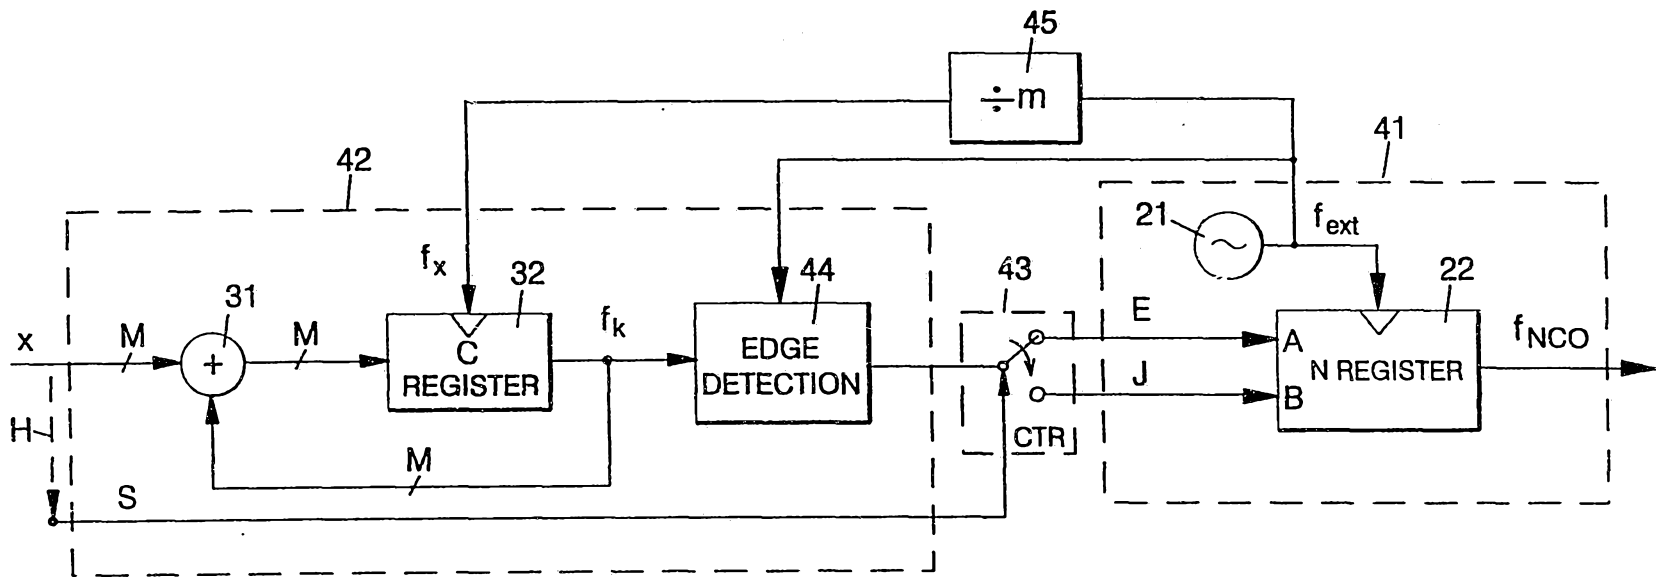 45
÷m
41
42
21
f_ext
f_x
32
44
43
22
31
f_k
E
f_NCO
x
M
+
M
C
REGISTER
EDGE
DETECTION
A
N REGISTER
J
B
H
M
CTR
S